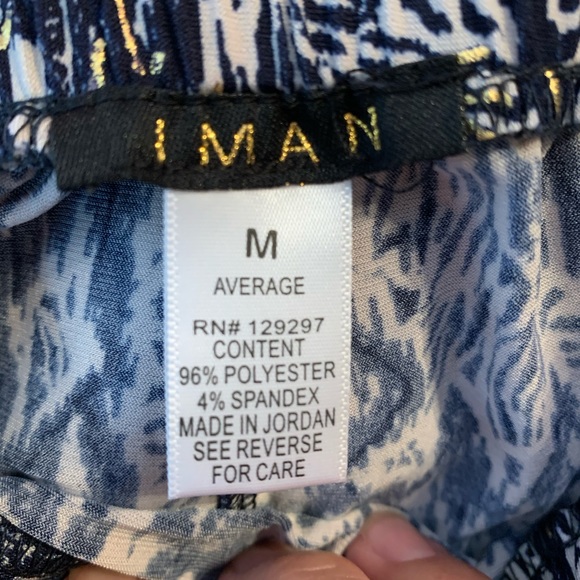 IMAN
M
AVERAGE
RN# 129297
CONTENT
96% POLYESTER
4% SPANDEX
MADE IN JORDAN
SEE REVERSE
FOR CARE